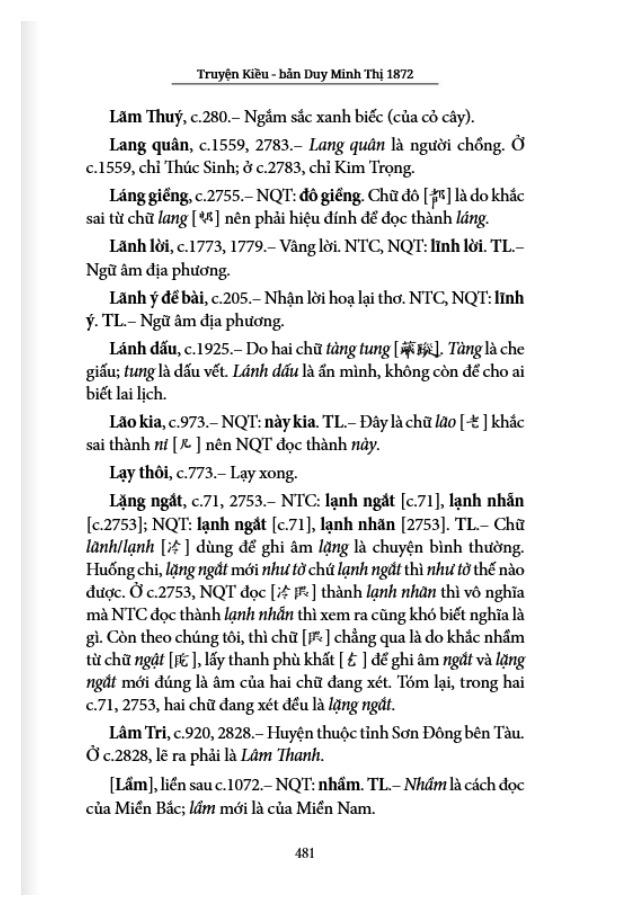 Truyện Kiều - bản Duy Minh Thị 1872
Lãm Thuý, c.280.– Ngắm sắc xanh biếc (của cỏ cây).
Lang quân, c.1559, 2783.– Lang quân là người chồng. Ở
c.1559, chỉ Thúc Sinh; ở c.2783, chỉ Kim Trọng.
Láng giềng, c.2755.– NQT: đô giềng. Chữ đô [都] là do khắc
sai từ chữ lang [] nên phải hiệu đính để đọc thành láng.
Lãnh lời, c.1773, 1779.– Vâng lời. NTC, NQT: lĩnh lời. TL.–
Ngữ âm địa phương.
Lãnh ý đề bài, c.205.– Nhận lời hoạ lại thơ. NTC, NQT: lĩnh
ý. TL.– Ngữ âm địa phương.
Lánh dấu, c.1925.– Do hai chữ tàng tung []. Tàng là che
giấu; tung là dấu vết. Lánh dấu là ẩn mình, không còn để cho ai
biết lai lịch.
Lão kia, c.973.– NQT: này kia. TL.– Đây là chữ lão [] khắc
sai thành ni [] nên NQT đọc thành này.
Lạy thôi, c.773.– Lạy xong.
Lặng ngắt, c.71, 2753.– NTC: lạnh ngắt [c.71], lạnh nhẵn
[c.2753]; NQT: lạnh ngắt [c.71], lạnh nhãn [2753]. TL.– Chữ
lãnh/lạnh [冷] dùng để ghi âm lặng là chuyện bình thường.
Huống chi, lặng ngắt mới như tờ chứ lạnh ngắt thì như tờ thế nào
được. Ở c.2753, NQT đọc [冷] thành lạnh nhãn thì vô nghĩa
mà NTC đọc thành lạnh nhẵn thì xem ra cũng khó biết nghĩa là
gì. Còn theo chúng tôi, thì chữ [] chẳng qua là do khắc nhầm
từ chữ ngật [], lấy thanh phù khất [] để ghi âm ngắt và lặng
ngắt mới đúng là âm của hai chữ đang xét. Tóm lại, trong hai
c.71, 2753, hai chữ đang xét đều là lặng ngắt.
Lâm Tri, c.920, 2828.– Huyện thuộc tỉnh Sơn Đông bên Tàu.
Ở c.2828, lẽ ra phải là Lâm Thanh.
[Lầm], liền sau c.1072.– NQT: nhầm. TL.– Nhầm là cách đọc
của Miền Bắc; lầm mới là của Miền Nam.
481